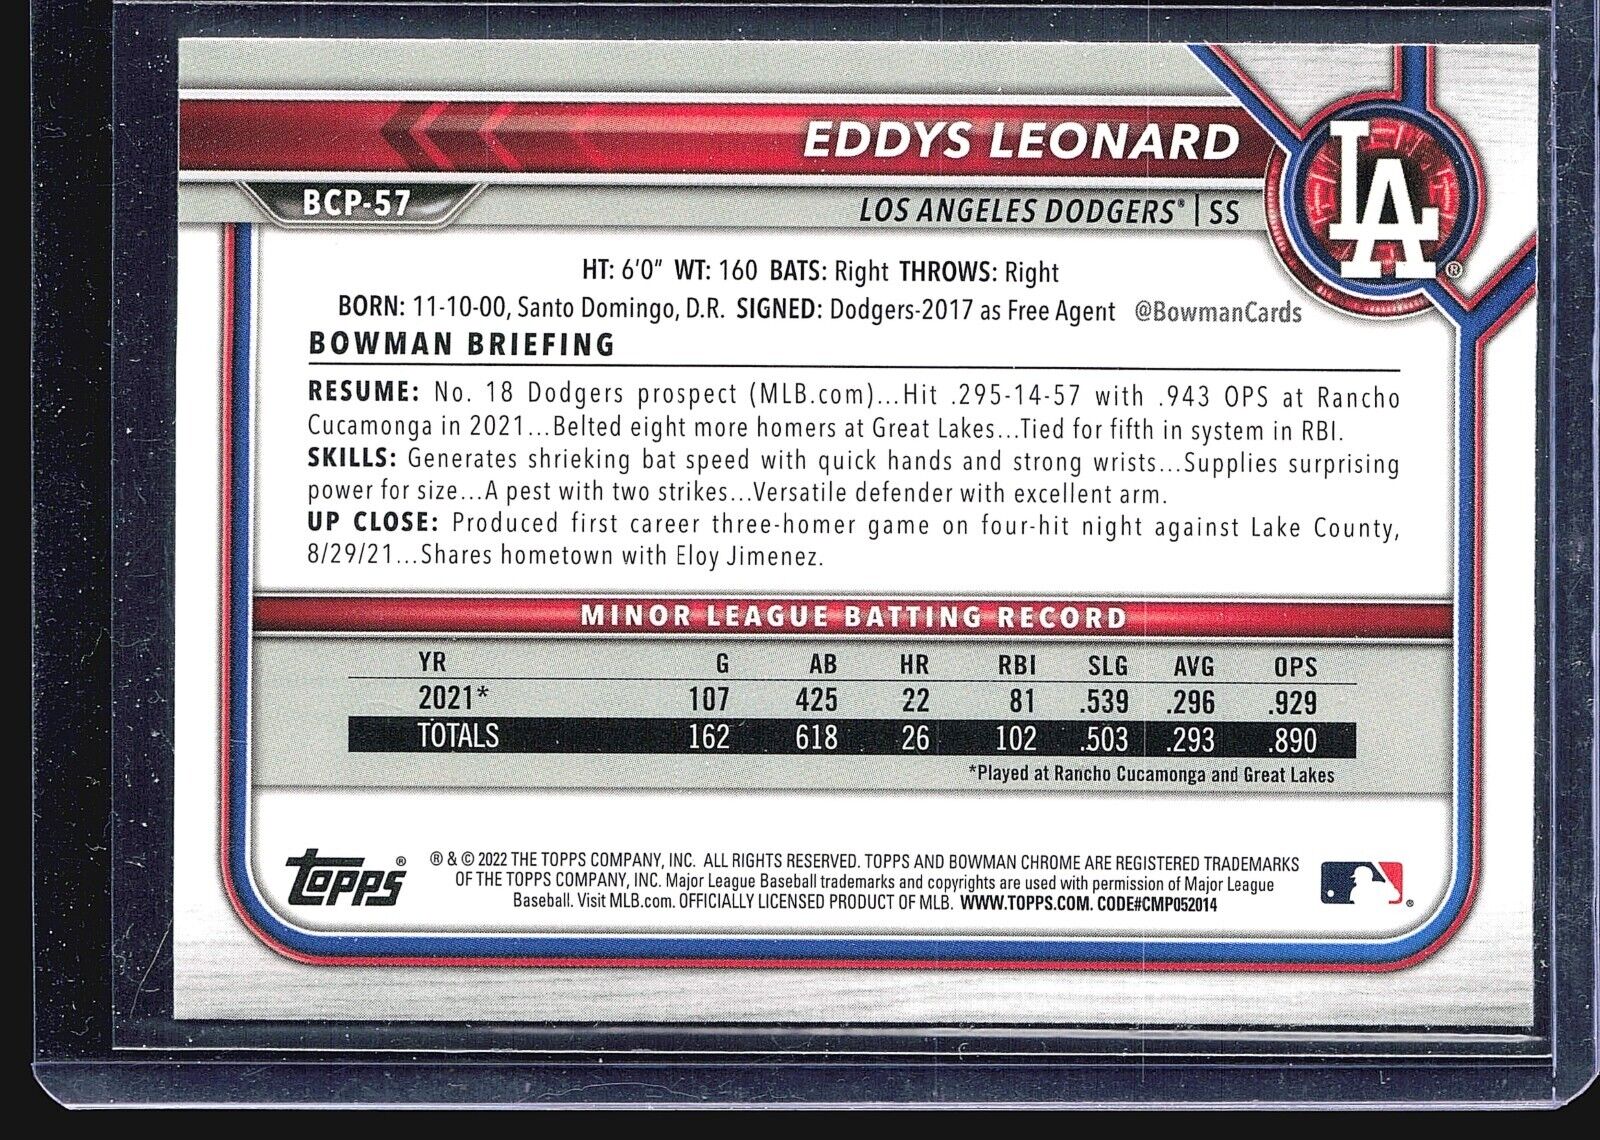 EDDYS LEONARD
BCP-57
LOS ANGELES DODGERS® | SS
LA ®
HT: 6'0" WT: 160 BATS: Right THROWS: Right
BORN: 11-10-00, Santo Domingo, D.R. SIGNED: Dodgers-2017 as Free Agent @BowmanCards
BOWMAN BRIEFING
RESUME: No. 18 Dodgers prospect (MLB.com)...Hit .295-14-57 with .943 OPS at Rancho
Cucamonga in 2021...Belted eight more homers at Great Lakes...Tied for fifth in system in RBI.
SKILLS: Generates shrieking bat speed with quick hands and strong wrists...Supplies surprising
power for size...A pest with two strikes...Versatile defender with excellent arm.
UP CLOSE: Produced first career three-homer game on four-hit night against Lake County,
8/29/21...Shares hometown with Eloy Jimenez.
MINOR LEAGUE BATTING RECORD
YR G AB HR RBI SLG AVG OPS
2021* 107 425 22 81 .539 .296 .929
TOTALS 162 618 26 102 .503 .293 .890
*Played at Rancho Cucamonga and Great Lakes
Topps®
® & © 2022 THE TOPPS COMPANY, INC. ALL RIGHTS RESERVED. TOPPS AND BOWMAN CHROME ARE REGISTERED TRADEMARKS
OF THE TOPPS COMPANY, INC. Major League Baseball trademarks and copyrights are used with permission of Major League
Baseball. Visit MLB.com. OFFICIALLY LICENSED PRODUCT OF MLB. WWW.TOPPS.COM. CODE#CMP052014
®